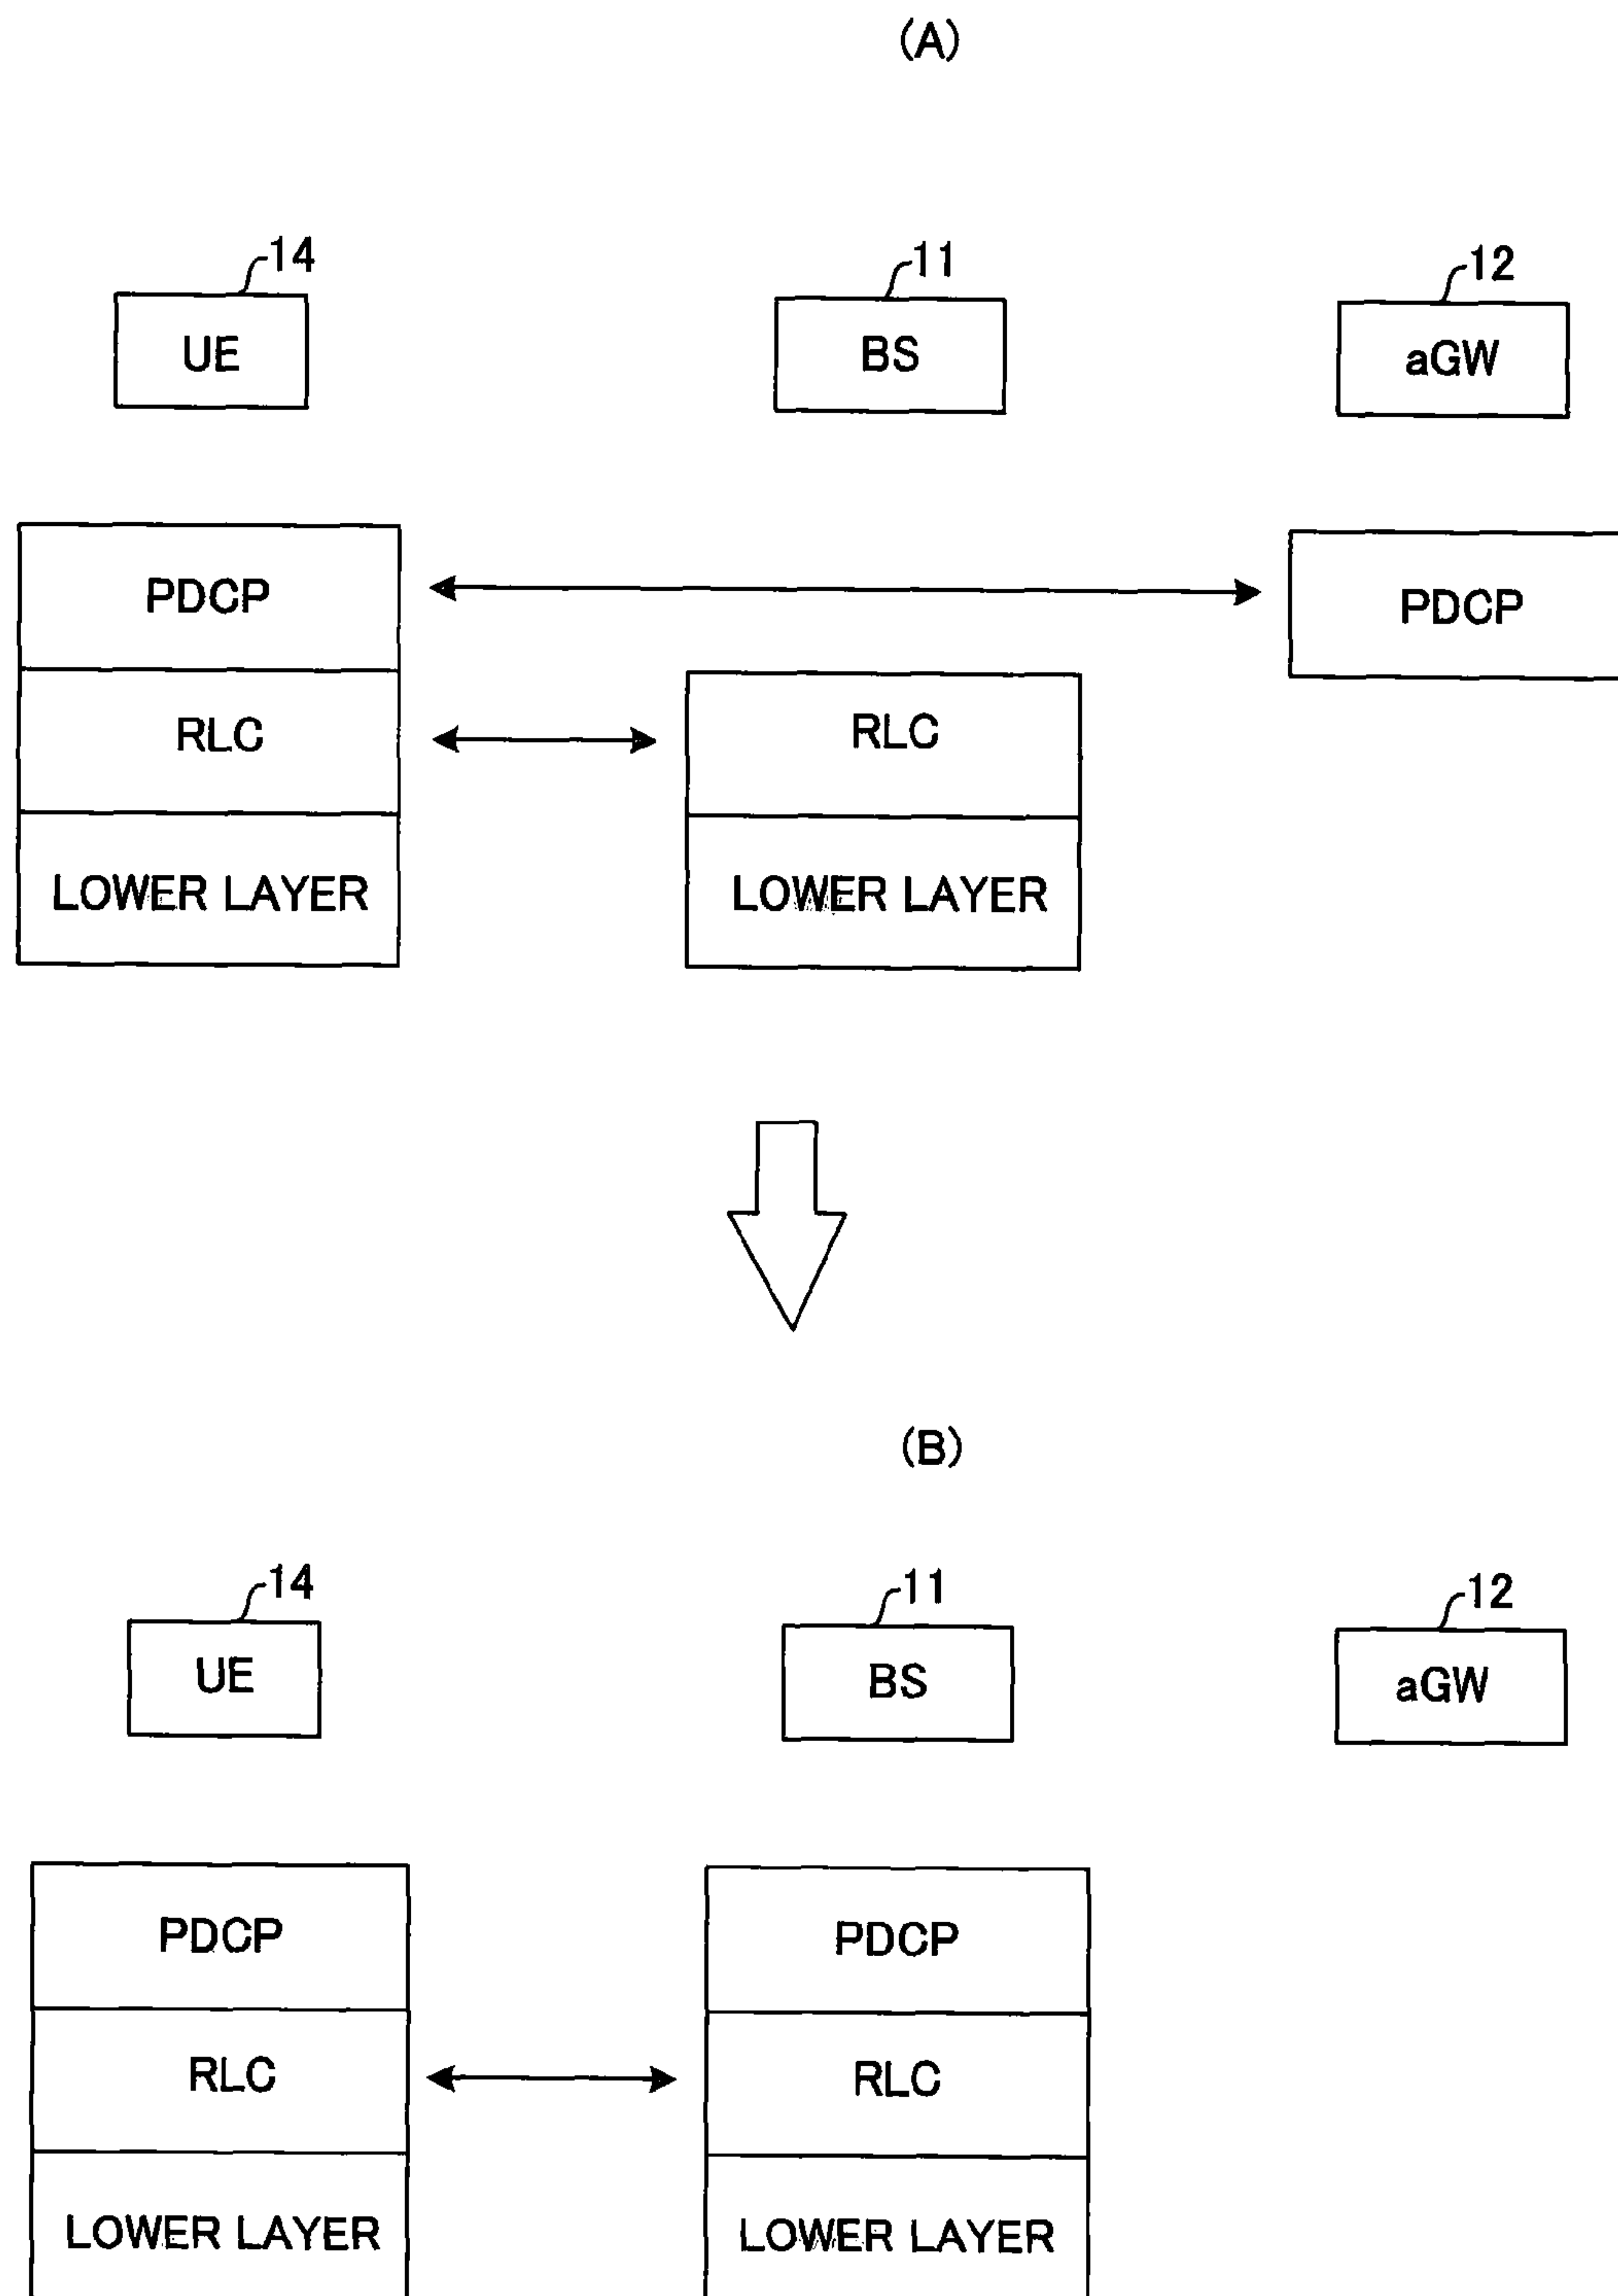 (A)
14 11 12
UE BS aGW
PDCP PDCP
RLC RLC
LOWER LAYER LOWER LAYER
(B)
14 11 12
UE BS aGW
PDCP PDCP
RLC RLC
LOWER LAYER LOWER LAYER